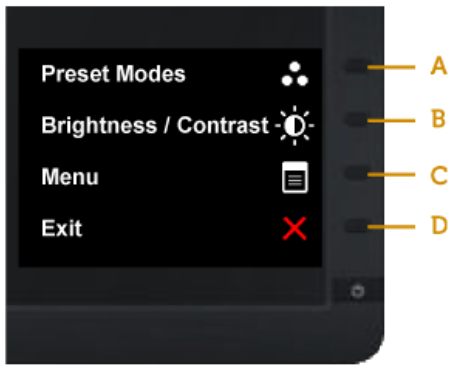 Preset Modes
A
Brightness / Contrast
B
Menu
C
Exit
D